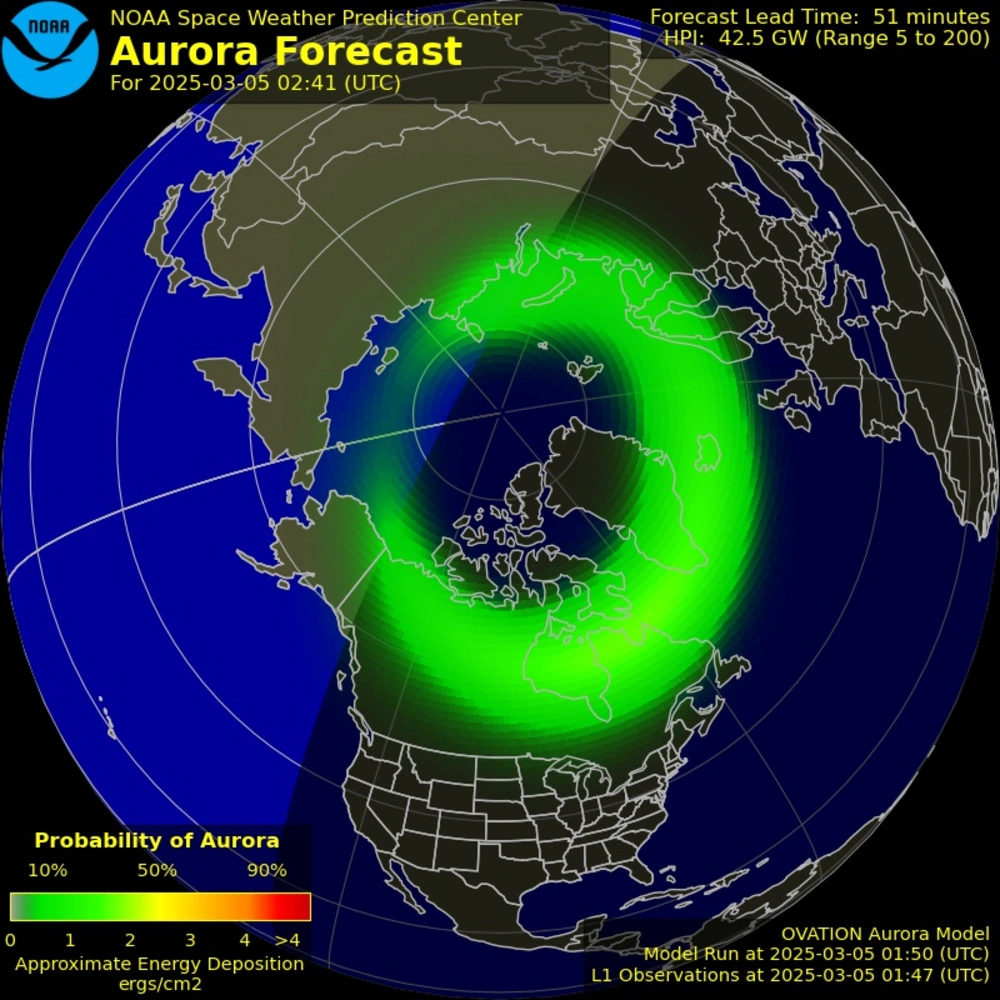 NOAA
NOAA Space Weather Prediction Center
Aurora Forecast
For 2025-03-05 02:41 (UTC)
Forecast Lead Time: 51 minutes
HPI: 42.5 GW (Range 5 to 200)
Probability of Aurora
10% 50% 90%
0 1 2 3 4 >4
Approximate Energy Deposition
ergs/cm2
OVATION Aurora Model
Model Run at 2025-03-05 01:50 (UTC)
L1 Observations at 2025-03-05 01:47 (UTC)